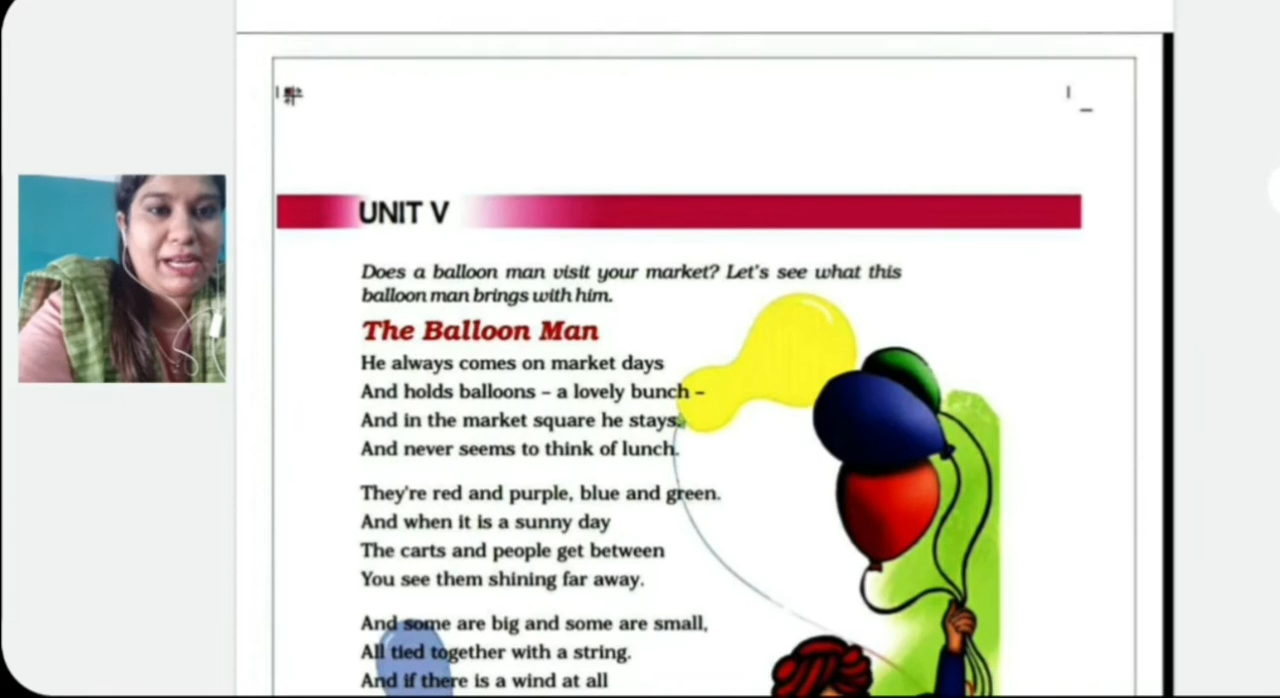 UNIT V
Does a balloon man visit your market? Let's see what this
balloon man brings with him.
The Balloon Man
He always comes on market days
And holds balloons – a lovely bunch –
And in the market square he stays,
And never seems to think of lunch.
They're red and purple, blue and green.
And when it is a sunny day
The carts and people get between
You see them shining far away.
And some are big and some are small,
All tied together with a string.
And if there is a wind at all